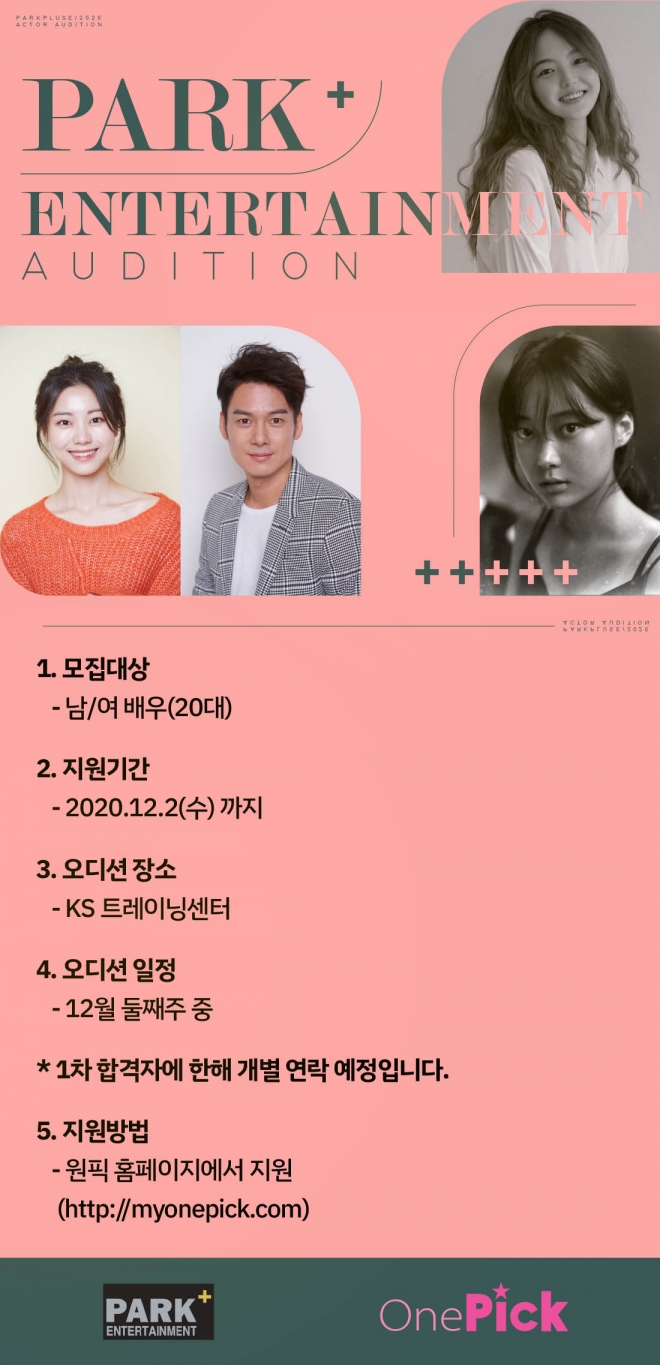 PARKPLUSE/2020
ACTOR AUDITION
PARK+
ENTERTAINMENT
AUDITION
+++++
ACTOR AUDITION
PARKPLUSE/2020
1. 모집대상
- 남/여 배우(20대)
2. 지원기간
- 2020.12.2(수) 까지
3. 오디션 장소
- KS 트레이닝센터
4. 오디션 일정
- 12월 둘째주 중
* 1차 합격자에 한해 개별 연락 예정입니다.
5. 지원방법
- 원픽 홈페이지에서 지원
(http://myonepick.com)
PARK+
ENTERTAINMENT
OnePick